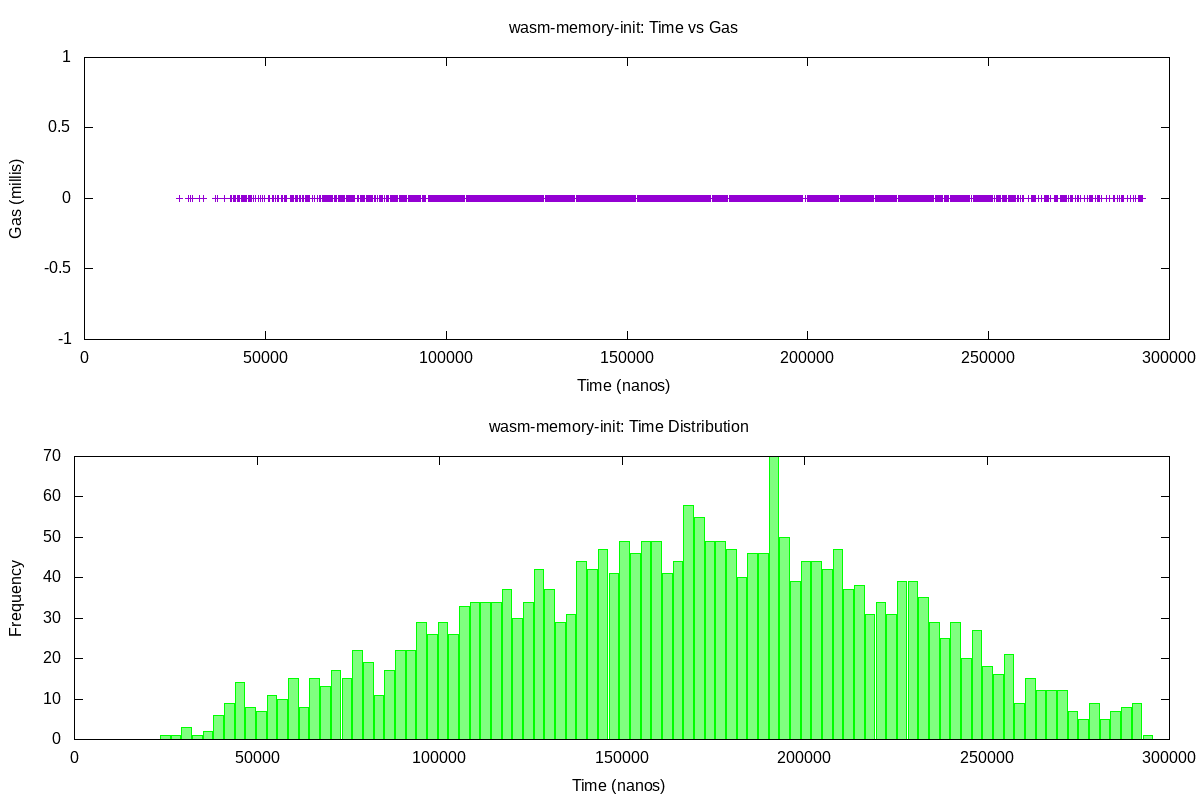 wasm-memory-init: Time vs Gas
1
0.5
0
-0.5
-1
Gas (millis)
0 50000 100000 150000 200000 250000 300000
Time (nanos)
wasm-memory-init: Time Distribution
70
60
50
40
30
20
10
0
Frequency
0 50000 100000 150000 200000 250000 300000
Time (nanos)